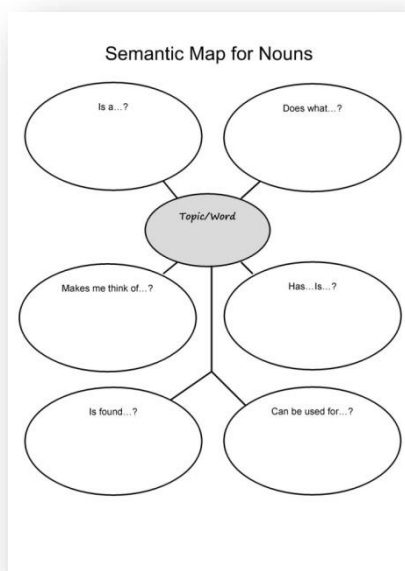 Semantic Map for Nouns
Is a...?
Does what...?
Topic/Word
Makes me think of...?
Has...Is...?
Is found...?
Can be used for...?